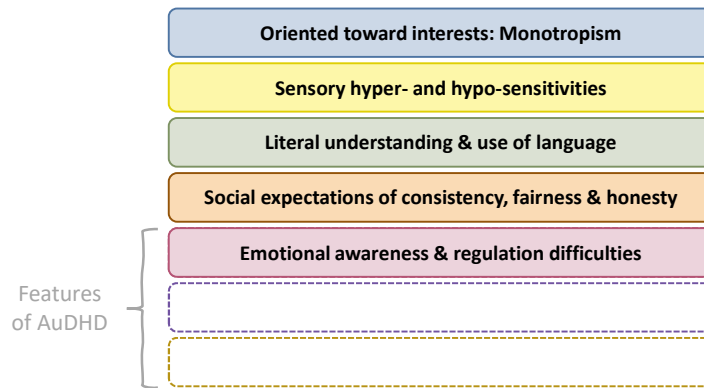 Oriented toward interests: Monotropism
Sensory hyper- and hypo-sensitivities
Literal understanding & use of language
Social expectations of consistency, fairness & honesty
Emotional awareness & regulation difficulties
Features
of AuDHD